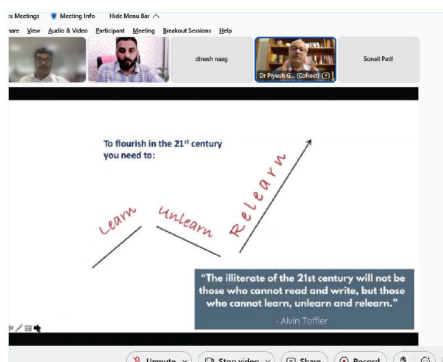 Meetings Meeting Info Hide Menu Bar
View Audio & Video Participant Meeting Breakout Sessions Help
dinesh naag
Dr Piyush G... (Cohost)
Sonali Patil
To flourish in the 21st century
you need to:
Learn
Unlearn
Relearn
“The illiterate of the 21st century will not be
those who cannot read and write, but those
who cannot learn, unlearn and relearn.”
- Alvin Toffler
Unmute Stop video Share Record